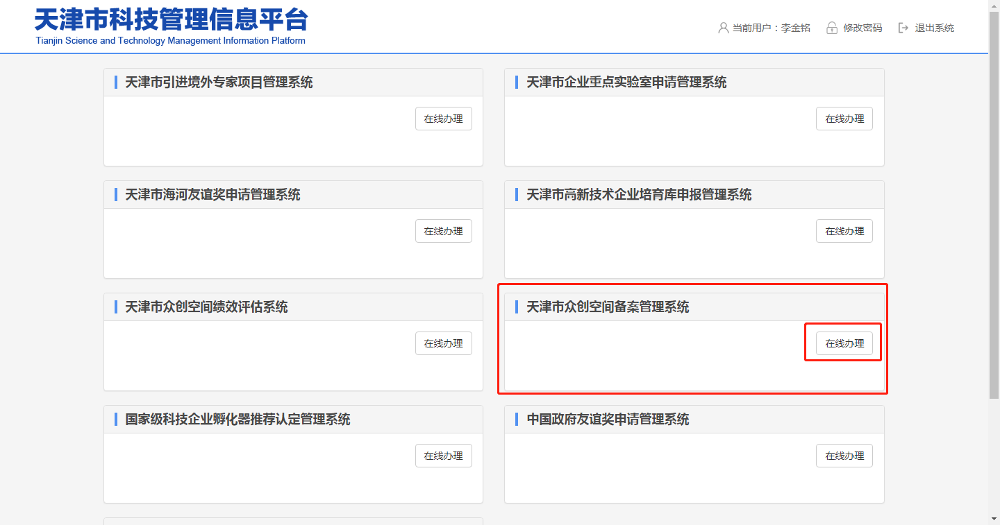 天津市科技管理信息平台
Tianjin Science and Technology Management Information Platform
当前用户：李金铭 修改密码 退出系统
天津市引进境外专家项目管理系统
在线办理
天津市企业重点实验室申请管理系统
在线办理
天津市海河友谊奖申请管理系统
在线办理
天津市高新技术企业培育库申报管理系统
在线办理
天津市众创空间绩效评估系统
在线办理
天津市众创空间备案管理系统
在线办理
国家级科技企业孵化器推荐认定管理系统
在线办理
中国政府友谊奖申请管理系统
在线办理